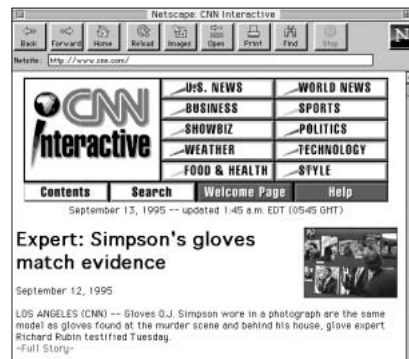 Netscape: CNN Interactive
Back Forward Home Reload Images Open Print Find Stop N
Netsite: http://www.cnn.com/
CNN Interactive
U.S. NEWS WORLD NEWS
BUSINESS SPORTS
SHOWBIZ POLITICS
WEATHER TECHNOLOGY
FOOD & HEALTH STYLE
Contents Search Welcome Page Help
September 13, 1995 -- updated 1:45 a.m. EDT (0545 GMT)
Expert: Simpson's gloves
match evidence
September 12, 1995
LOS ANGELES (CNN) -- Gloves O.J. Simpson wore in a photograph are the same
model as gloves found at the murder scene and behind his house, glove expert
Richard Rubin testified Tuesday.
-Full Story-